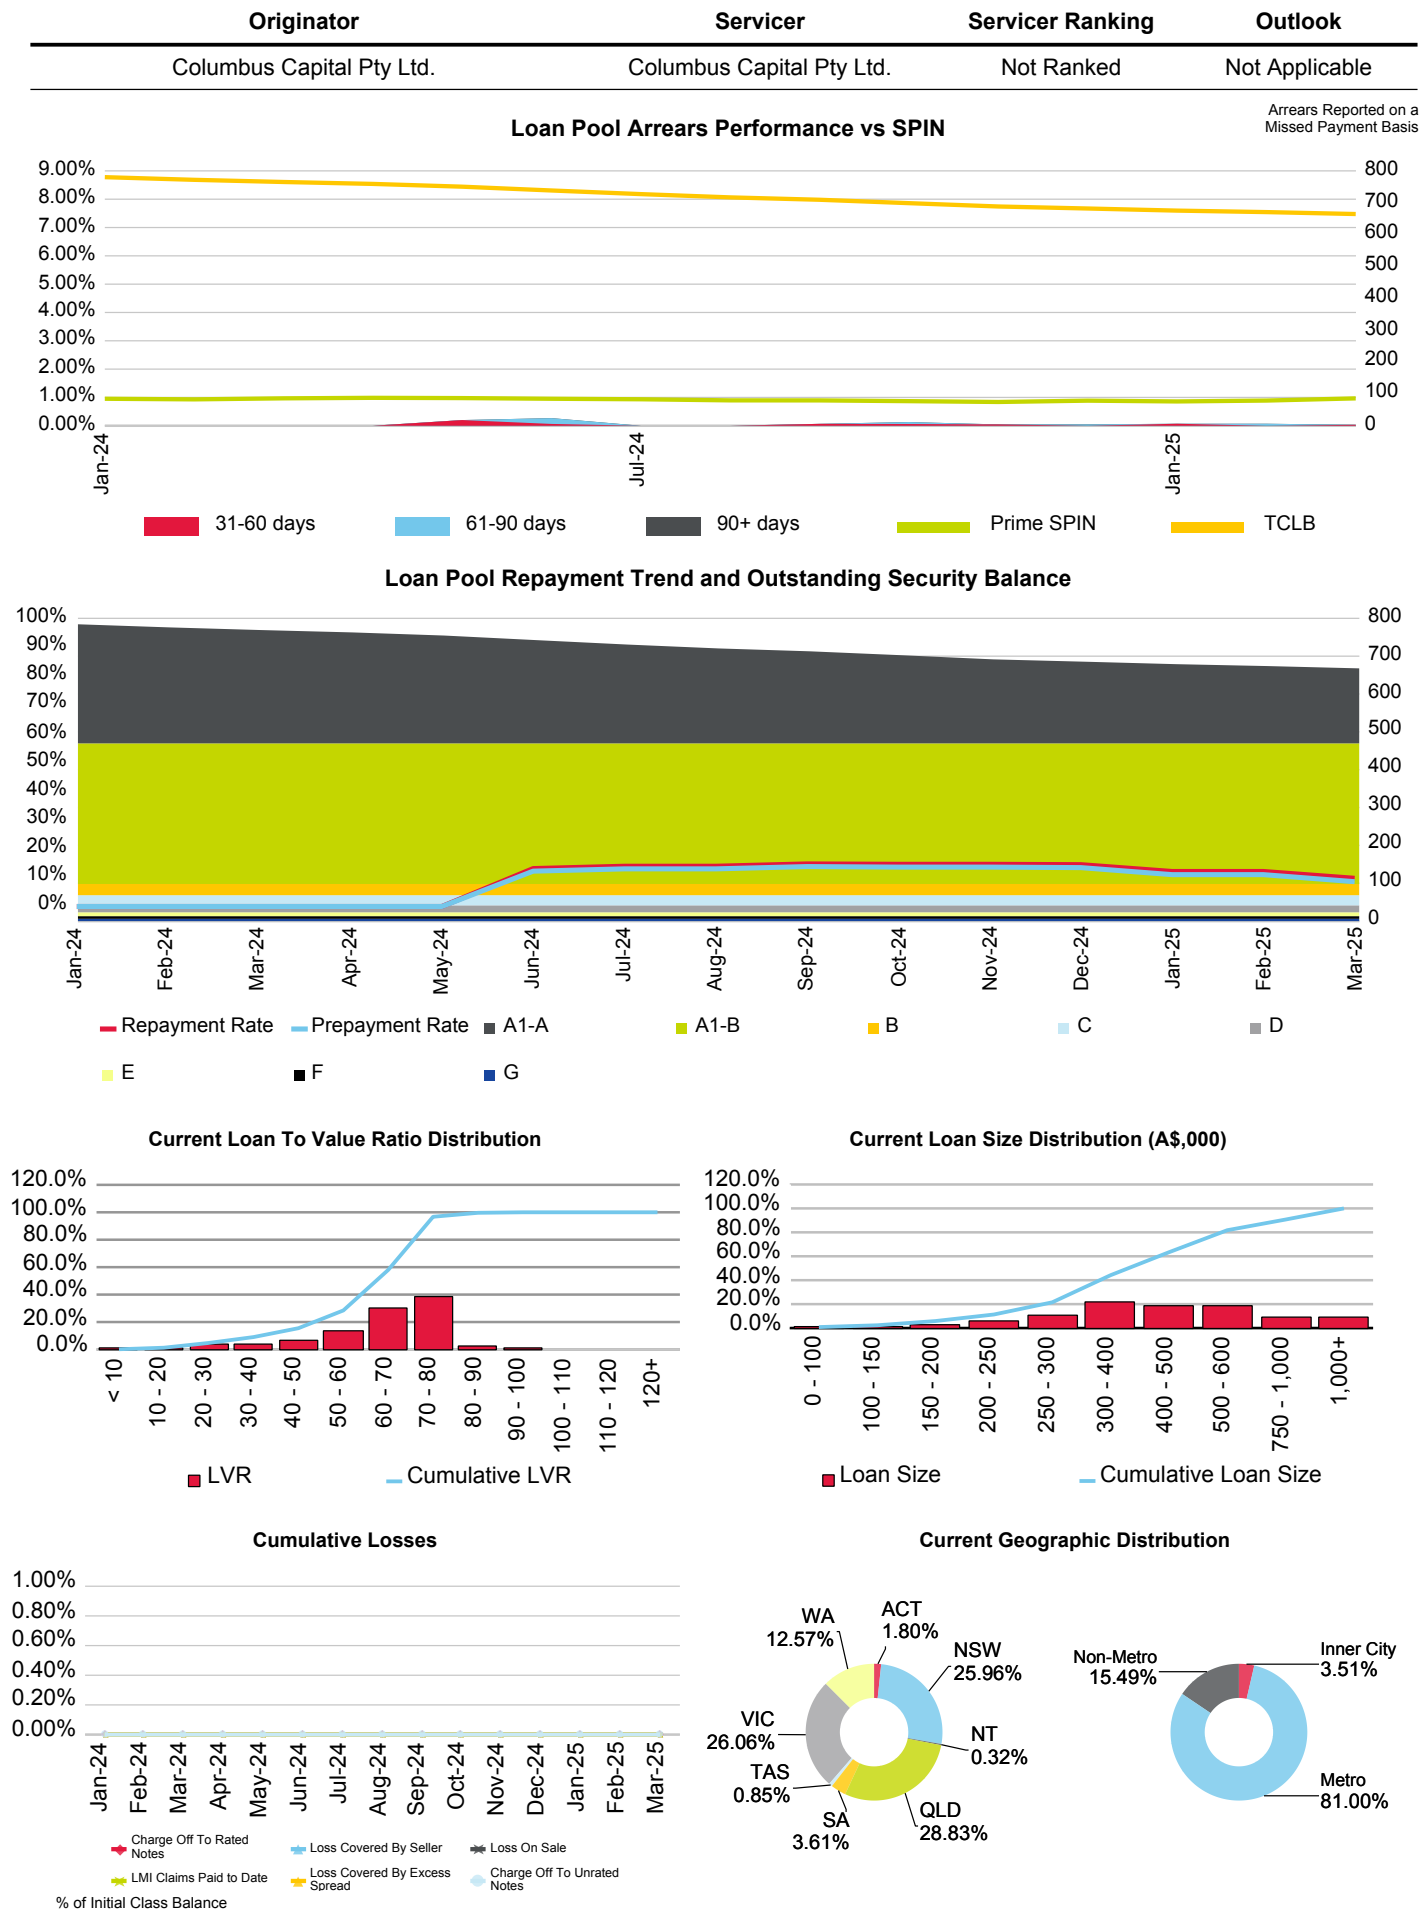 Originator Servicer Servicer Ranking Outlook
Columbus Capital Pty Ltd. Columbus Capital Pty Ltd. Not Ranked Not Applicable
Arrears Reported on a
Missed Payment Basis
Loan Pool Arrears Performance vs SPIN
9.00% 800
8.00% 700
7.00% 600
6.00% 500
5.00% 400
4.00% 300
3.00% 200
2.00% 100
1.00% 0
0.00%
Jan-24 Jul-24 Jan-25
31-60 days 61-90 days 90+ days Prime SPIN TCLB
Loan Pool Repayment Trend and Outstanding Security Balance
100% 800
90% 700
80% 600
70% 500
60% 400
50% 300
40% 200
30% 100
20% 0
10%
0%
Jan-24 Feb-24 Mar-24 Apr-24 May-24 Jun-24 Jul-24 Aug-24 Sep-24 Oct-24 Nov-24 Dec-24 Jan-25 Feb-25 Mar-25
Repayment Rate Prepayment Rate A1-A A1-B B C D
E F G
Current Loan To Value Ratio Distribution
120.0%
100.0%
80.0%
60.0%
40.0%
20.0%
0.0%
< 10 10 - 20 20 - 30 30 - 40 40 - 50 50 - 60 60 - 70 70 - 80 80 - 90 90 - 100 100 - 110 110 - 120 120+
LVR Cumulative LVR
Current Loan Size Distribution (A$,000)
120.0%
100.0%
80.0%
60.0%
40.0%
20.0%
0.0%
0 - 100 100 - 150 150 - 200 200 - 250 250 - 300 300 - 400 400 - 500 500 - 600 750 - 1,000 1,000+
Loan Size Cumulative Loan Size
Cumulative Losses
1.00%
0.80%
0.60%
0.40%
0.20%
0.00%
Jan-24 Feb-24 Mar-24 Apr-24 May-24 Jun-24 Jul-24 Aug-24 Sep-24 Oct-24 Nov-24 Dec-24 Jan-25 Feb-25 Mar-25
Charge Off To Rated
Notes
Loss Covered By Seller
Loss On Sale
LMI Claims Paid to Date
Loss Covered By Excess
Spread
Charge Off To Unrated
Notes
% of Initial Class Balance
Current Geographic Distribution
ACT
1.80%
NSW
25.96%
NT
0.32%
QLD
28.83%
SA
3.61%
TAS
0.85%
VIC
26.06%
WA
12.57%
Inner City
3.51%
Metro
81.00%
Non-Metro
15.49%